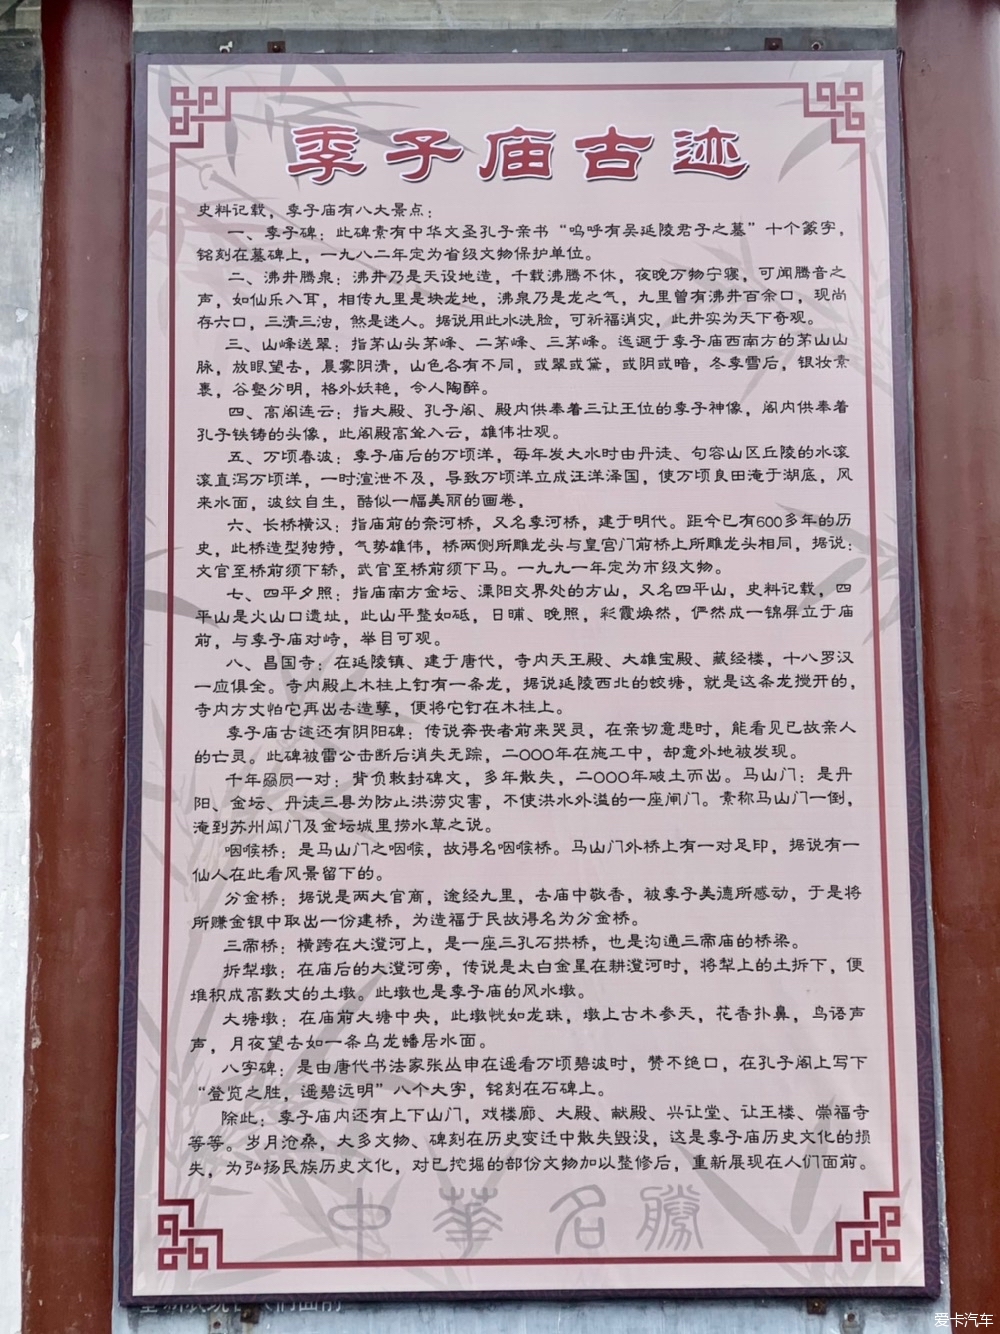 季子庙古迹
史料记载，季子庙有八大景点：
一、季子碑：此碑素有中华文圣孔子亲书“呜呼有吴延陵君子之墓”十个篆字，
铭刻在墓碑上，一九八二年定为省级文物保护单位。
二、沸井腾泉：沸井乃是天设地造，千载沸腾不休，夜晚万物宁寝，可闻腾音之
声，如仙乐入耳，相传九里是块龙地，沸泉乃是龙之气，九里曾有沸井百余口，现尚
存六口，三清三浊，煞是迷人。据说用此水洗脸，可祈福消灾，此井实为天下奇观。
三、山峰送翠：指茅山头茅峰、二茅峰、三茅峰。迤逦于季子庙西南方的茅山山
脉，放眼望去，晨雾阴清，山色各有不同，或翠或黛，或阴或暗，冬季雪后，银妆素
裹，谷壑分明，格外妖艳，令人陶醉。
四、高阁连云：指大殿、孔子阁、殿内供奉着三让王位的季子神像，阁内供奉着
孔子铁铸的头像，此阁殿高耸入云，雄伟壮观。
五、万顷春波：季子庙后的万顷洋，每年发大水时由丹徒、句容山区丘陵的水滚
滚直泻万顷洋，一时渲泄不及，导致万顷洋立成汪洋泽国，使万顷良田淹于湖底，风
来水面，波纹自生，酷似一幅美丽的画卷，
六、长桥横汉：指庙前的奈河桥，又名季河桥，建于明代。距今已有600多年的历
史，此桥造型独特，气势雄伟，桥两侧所雕龙头与皇宫门前桥上所雕龙头相同，据说：
文官至桥前须下轿，武官至桥前须下马。一九九一年定为市级文物。
七、四平夕照：指庙南方金坛、溧阳交界处的方山，又名四平山，史料记载，四
平山是火山口遗址，此山平整如砥，日晡、晚照，彩霞焕然，俨然成一锦屏立于庙
前，与季子庙对峙，举目可观。
八、昌国寺：在延陵镇、建于唐代，寺内天王殿、大雄宝殿、藏经楼，十八罗汉
一应俱全。寺内殿上木柱上钉有一条龙，据说延陵西北的蛟塘，就是这条龙搅开的，
寺内方丈怕它再出去造孽，便将它钉在木柱上。
季子庙古迹还有阴阳碑：传说奔丧者前来哭灵，在亲切意悲时，能看见已故亲人
的亡灵。此碑被雷公击断后消失无踪，二〇〇〇年在施工中，却意外地被发现。
千年赑屃一对：背负敕封碑文，多年散失，二〇〇〇年破土而出。马山门：是丹
阳、金坛、丹徒三县为防止洪涝灾害，不使洪水外溢的一座闸门。素称马山门一倒，
淹到苏州闾门及金坛城里捞水草之说。
咽喉桥：是马山门之咽喉，故得名咽喉桥。马山门外桥上有一对足印，据说有一
仙人在此看风景留下的。
分金桥：据说是两大官商，途经九里，去庙中敬香，被季子美德所感动，于是将
所赚金银中取出一份建桥，为造福于民故得名为分金桥。
三帝桥：横跨在大澄河上，是一座三孔石拱桥，也是沟通三帝庙的桥梁。
拆犁墩：在庙后的大澄河旁，传说是太白金星在耕澄河时，将犁上的土拆下，便
堆积成高数丈的土墩。此墩也是季子庙的风水墩。
大塘墩：在庙前大塘中央，此墩恍如龙珠，墩上古木参天，花香扑鼻，鸟语声
声，月夜望去如一条乌龙蟠居水面。
八字碑：是由唐代书法家张丛申在遥看万顷碧波时，赞不绝口，在孔子阁上写下
“登览之胜，遥碧远明”八个大字，铭刻在石碑上。
除此：季子庙内还有上下山门，戏楼廊、大殿、献殿、兴让堂、让王楼、崇福寺
等等。岁月沧桑，大多文物、碑刻在历史变迁中散失毁没，这是季子庙历史文化的损
失，为弘扬民族历史文化，对已挖掘的部份文物加以整修后，重新展现在人们面前。
中華名勝
爱卡汽车